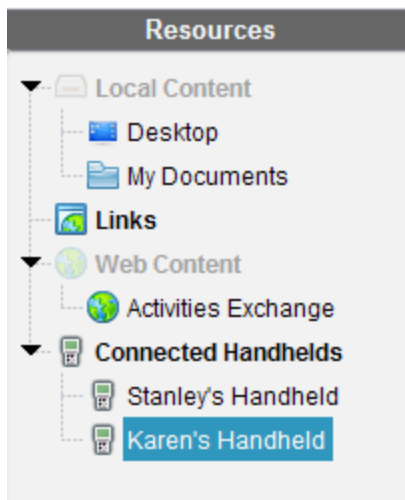 Resources
Local Content
Desktop
My Documents
Links
Web Content
Activities Exchange
Connected Handhelds
Stanley's Handheld
Karen's Handheld